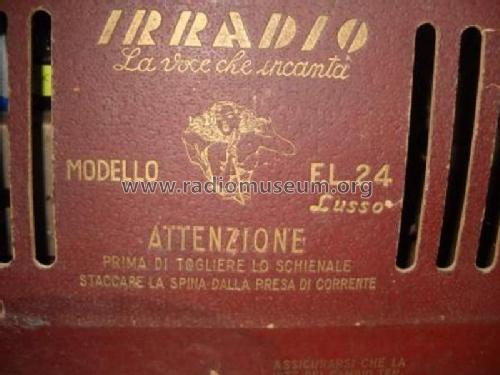 IRRADIO
La voce che incanta
MODELLO FL.24
www.radiomuseum.org
Lusso
ATTENZIONE
PRIMA DI TOGLIERE LO SCHIENALE
STACCARE LA SPINA DALLA PRESA DI CORRENTE
ASSICURARSI CHE LA